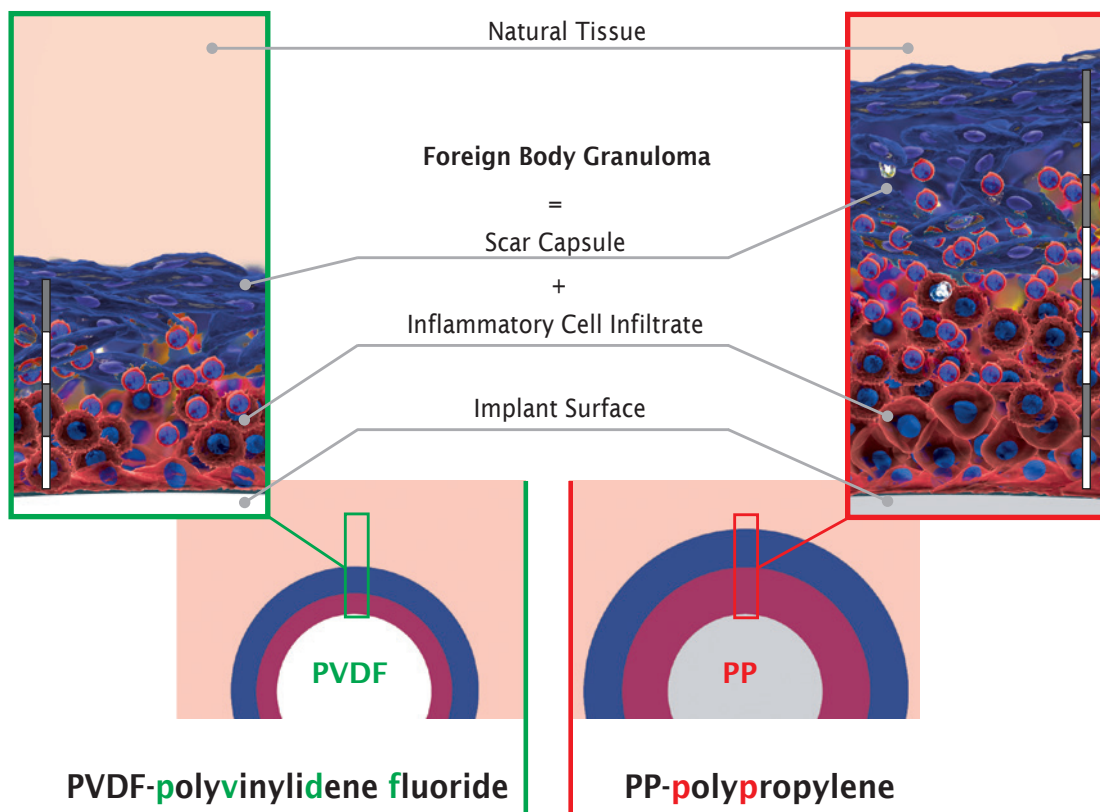 Natural Tissue
Foreign Body Granuloma
=
Scar Capsule
+
Inflammatory Cell Infiltrate
Implant Surface
PVDF
PP
PVDF-polyvinylidene fluoride
PP-polypropylene